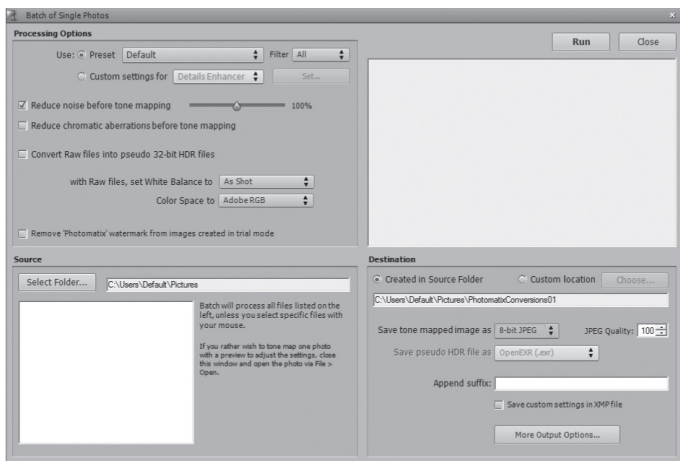 Batch of Single Photos
Processing Options
Use: Preset Default Filter All
Custom settings for Details Enhancer Set...
Reduce noise before tone mapping 100%
Reduce chromatic aberrations before tone mapping
Convert Raw files into pseudo 32-bit HDR files
with Raw files, set White Balance to As Shot
Color Space to AdobeRGB
Remove 'Photomatix' watermark from images created in trial mode
Run Close
Source
Select Folder... C:\Users\Default\Pictures
Batch will process all files listed on the
left, unless you select specific files with
your mouse.
If you rather wish to tone map one photo
with a preview to adjust the settings, close
this window and open the photo via File >
Open.
Destination
Created in Source Folder Custom location Choose...
C:\Users\Default\Pictures\PhotomatixConversions01
Save tone mapped image as 8-bit JPEG JPEG Quality: 100
Save pseudo HDR file as OpenEXR (.exr)
Append suffix:
Save custom settings in XMP file
More Output Options...